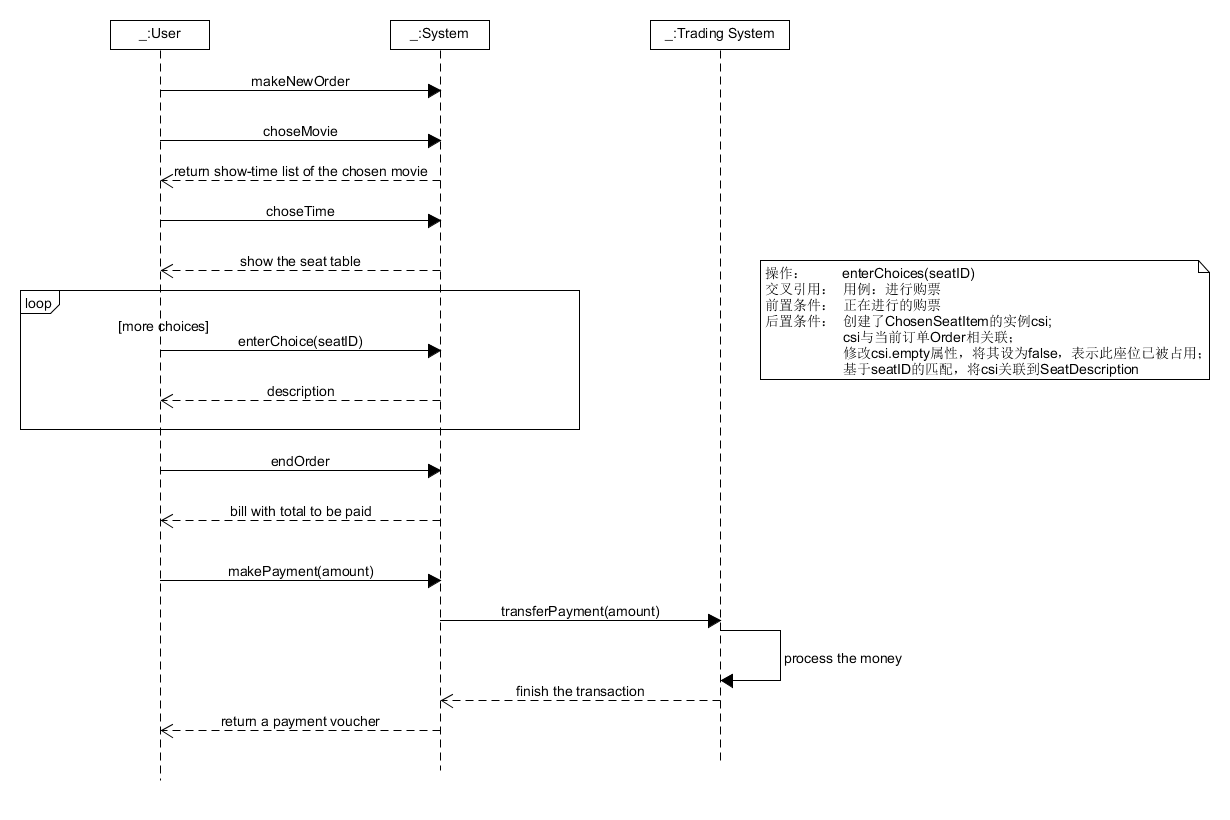 _:User
_:System
_:Trading System
makeNewOrder
choseMovie
return show-time list of the chosen movie
choseTime
show the seat table
loop
[more choices]
enterChoice(seatID)
description
endOrder
bill with total to be paid
makePayment(amount)
transferPayment(amount)
process the money
finish the transaction
return a payment voucher
操作： enterChoices(seatID)
交叉引用： 用例：进行购票
前置条件： 正在进行的购票
后置条件： 创建了ChosenSeatItem的实例csi;
csi与当前订单Order相关联；
修改csi.empty属性，将其设为false，表示此座位已被占用；
基于seatID的匹配，将csi关联到SeatDescription